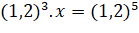 (1,2)³.x = (1,2)⁵